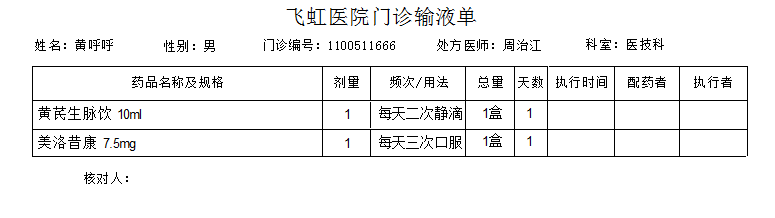 飞虹医院门诊输液单
姓名：黄呼呼 性别：男 门诊编号：1100511666 处方医师：周治江 科室：医技科
药品名称及规格 剂量 频次/用法 总量 天数 执行时间 配药者 执行者
黄芪生脉饮 10ml 1 每天二次静滴 1盒 1
美洛昔康 7.5mg 1 每天三次口服 1盒 1
核对人：